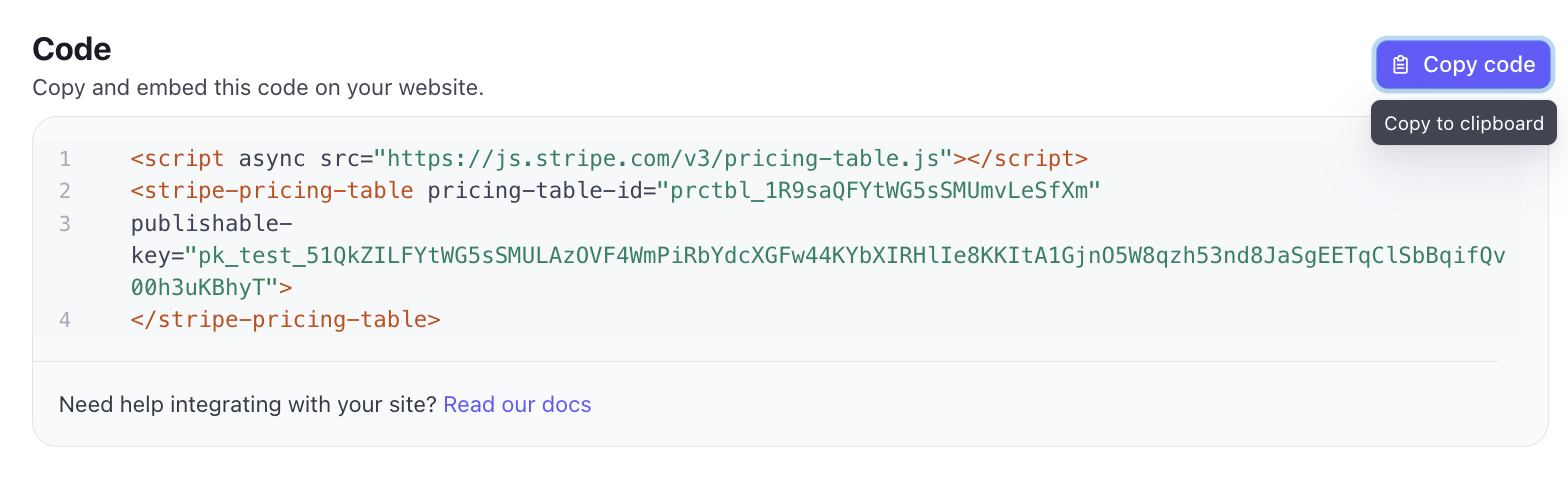 Code
Copy and embed this code on your website.
Copy code
Copy to clipboard
1 <script async src="https://js.stripe.com/v3/pricing-table.js"></script>
2 <stripe-pricing-table pricing-table-id="prctbl_1R9saQFYtWG5sSMUmvLeSfXm"
3 publishable-
key="pk_test_51QkZILFYtWG5sSMULAzOVF4WmPiRbYdcXGFw44KYbXIRHlIe8KKItA1GjnO5W8qzh53nd8JaSgEETqClSbBqifQv
00h3uKBhyT">
4 </stripe-pricing-table>
Need help integrating with your site? Read our docs